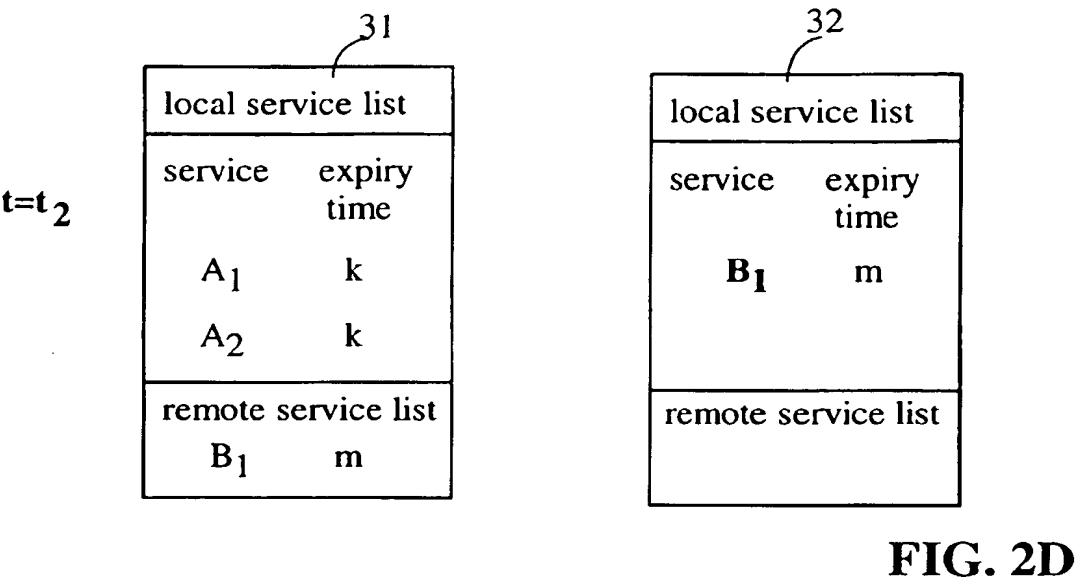 31
local service list
service expiry
time
A1 k
A2 k
remote service list
B1 m
t=t2
32
local service list
service expiry
time
B1 m
remote service list
FIG. 2D